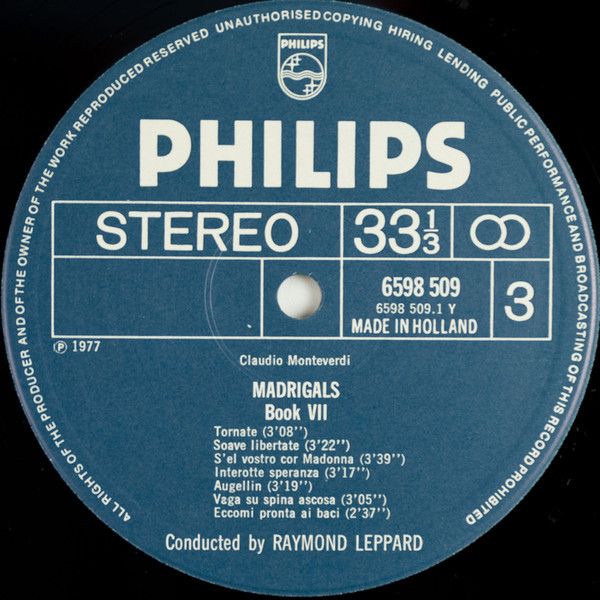 ALL RIGHTS OF THE PRODUCER AND OF THE OWNER OF THE WORK REPRODUCED RESERVED UNAUTHORISED COPYING HIRING LENDING PUBLIC PERFORMANCE AND BROADCASTING OF THIS RECORD PROHIBITED
PHILIPS
PHILIPS
STEREO 33 1/3
6598 509
6598 509.1 Y
MADE IN HOLLAND
3
Ⓟ 1977
Claudio Monteverdi
MADRIGALS
Book VII
Tornate (3'08'')
Soave libertate (3'22'')
S'el vostro cor Madonna (3'39'')
Interotte speranza (3'17'')
Augellin (3'19'')
Vaga su spina ascosa (3'05'')
Eccomi pronta ai baci (2'37'')
Conducted by RAYMOND LEPPARD